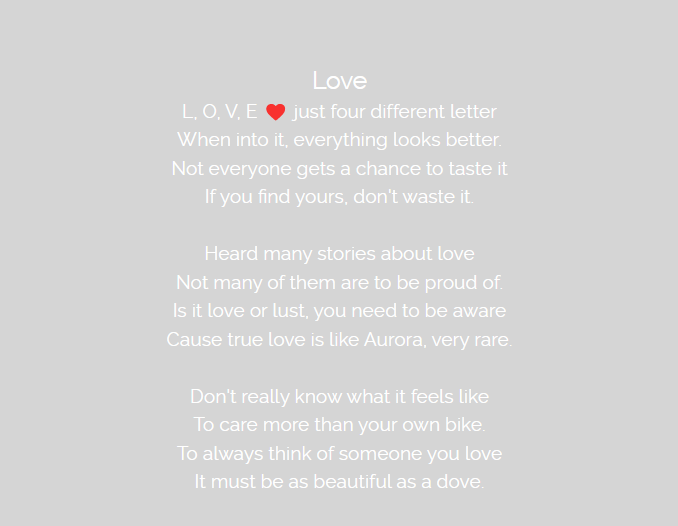 Love
L, O, V, E ❤ just four different letter
When into it, everything looks better.
Not everyone gets a chance to taste it
If you find yours, don't waste it.
Heard many stories about love
Not many of them are to be proud of.
Is it love or lust, you need to be aware
Cause true love is like Aurora, very rare.
Don't really know what it feels like
To care more than your own bike.
To always think of someone you love
It must be as beautiful as a dove.